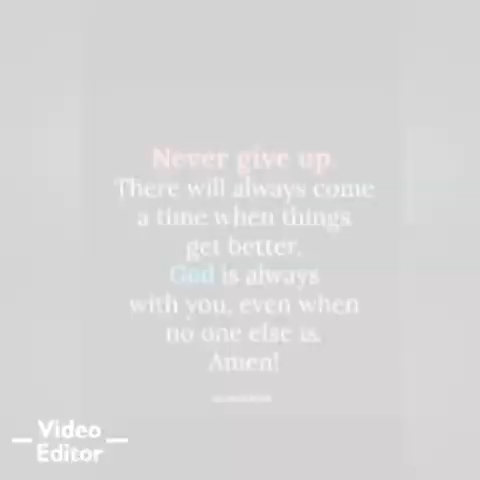 Never give up.
There will always come
a time when things
get better.
God is always
with you, even when
no one else is.
Amen!
Video
Editor